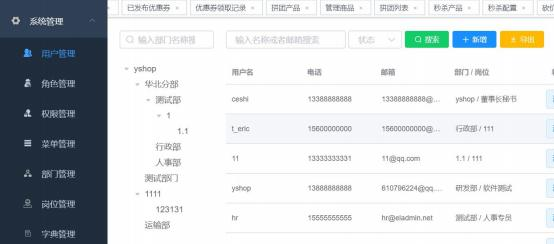 系统管理
用户管理
角色管理
权限管理
菜单管理
部门管理
岗位管理
字典管理
已发布优惠券 优惠券领取记录 拼团产品 管理商品 拼团列表 秒杀产品 秒杀配置
输入部门名称搜 输入名称或者邮箱搜索 状态 搜索 新增 导出
yshop
华北分部
测试部
1
1.1
行政部
人事部
测试部门
1111
123131
运输部
用户名 电话 邮箱 部门 / 岗位
ceshi 13388888888 13388888888@... yshop / 董事长秘书
t_eric 15600000000 15600000000@... 行政部 / 111
11 13333333331 11@qq.com 1.1 / 111
yshop 13888888888 610796224@qq.... 研发部 / 软件测试
hr 15555555555 hr@eladmin.net 测试部 / 人事专员